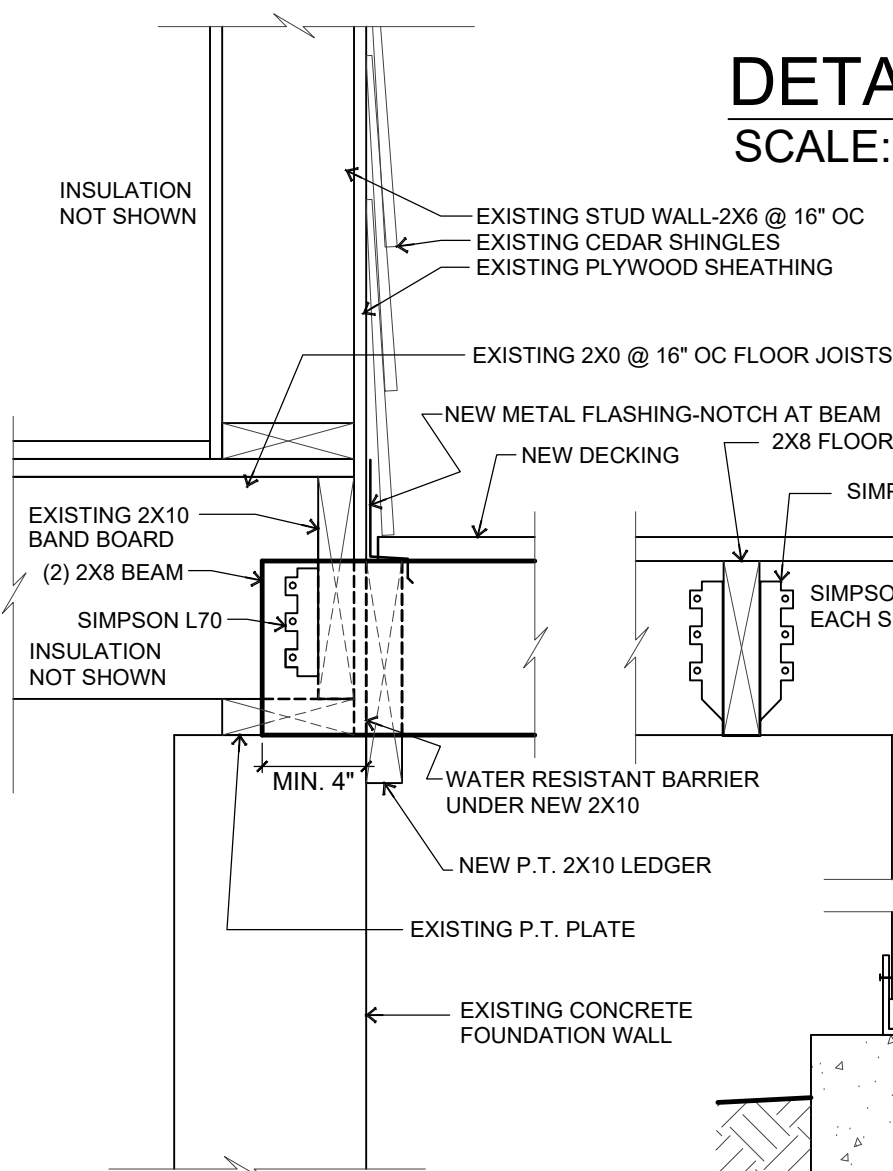 DETA
SCALE:
INSULATION
NOT SHOWN
EXISTING STUD WALL-2X6 @ 16" OC
EXISTING CEDAR SHINGLES
EXISTING PLYWOOD SHEATHING
EXISTING 2X0 @ 16" OC FLOOR JOISTS
NEW METAL FLASHING-NOTCH AT BEAM
2X8 FLOOR
NEW DECKING
SIMP
EXISTING 2X10
BAND BOARD
(2) 2X8 BEAM
SIMPSON L70
INSULATION
NOT SHOWN
SIMPSO
EACH S
MIN. 4"
WATER RESISTANT BARRIER
UNDER NEW 2X10
NEW P.T. 2X10 LEDGER
EXISTING P.T. PLATE
EXISTING CONCRETE
FOUNDATION WALL